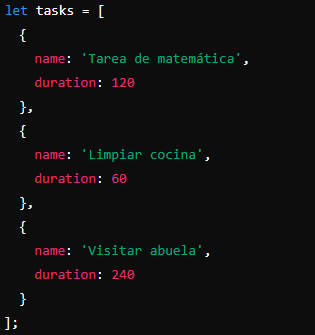 let tasks = [
{
name: 'Tarea de matemática',
duration: 120
},
{
name: 'Limpiar cocina',
duration: 60
},
{
name: 'Visitar abuela',
duration: 240
}
];